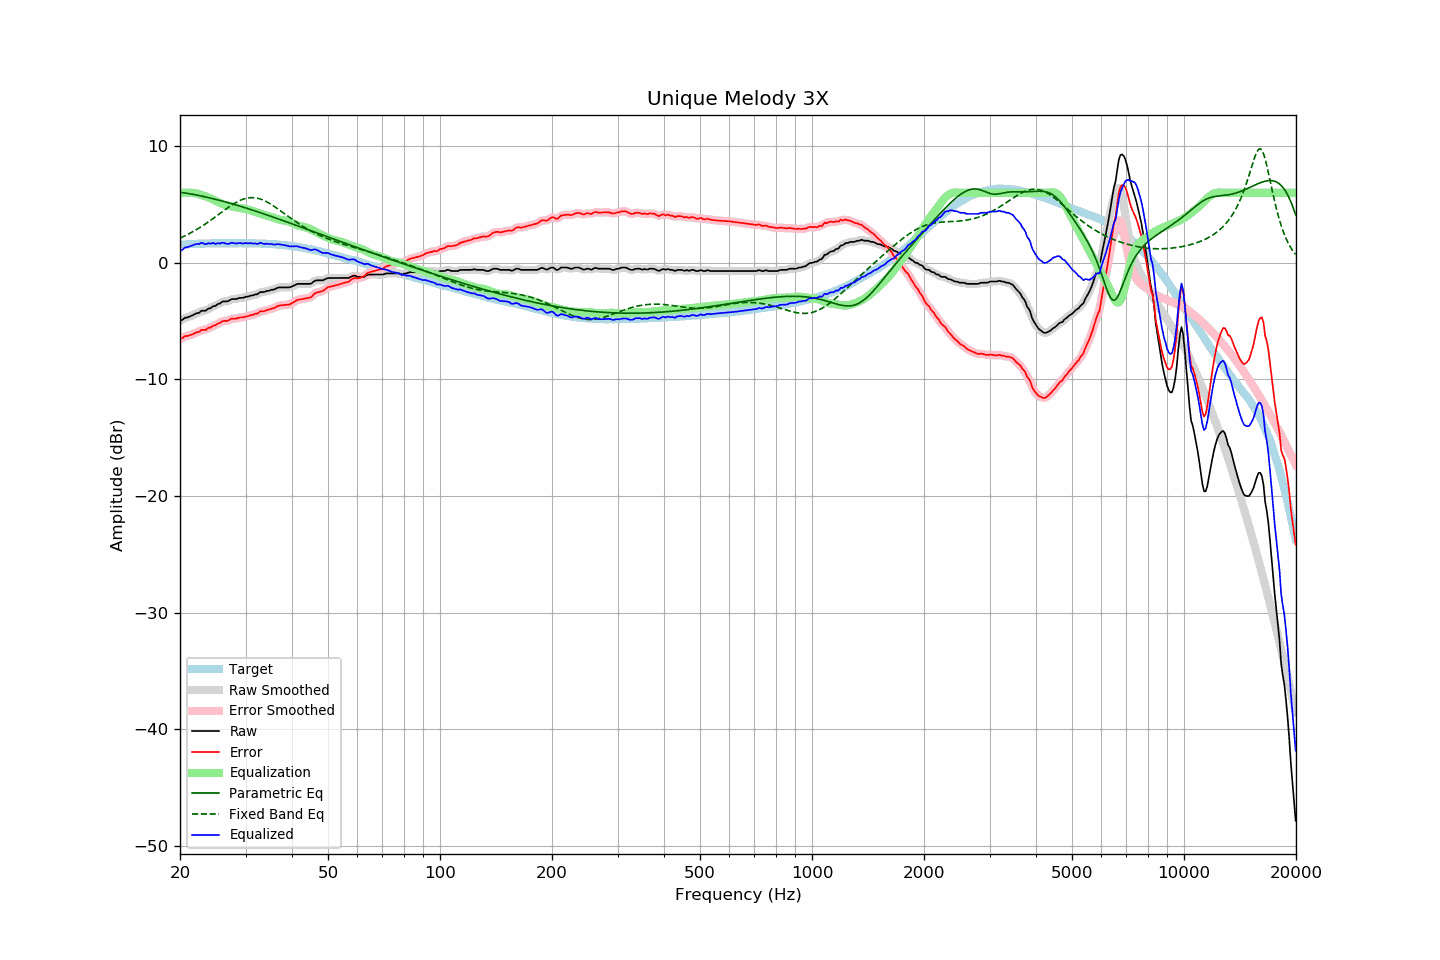 Unique Melody 3X
Amplitude (dBr)
10
0
−10
−20
−30
−40
−50
Target
Raw Smoothed
Error Smoothed
Raw
Error
Equalization
Parametric Eq
Fixed Band Eq
Equalized
20 50 100 200 500 1000 2000 5000 10000 20000
Frequency (Hz)